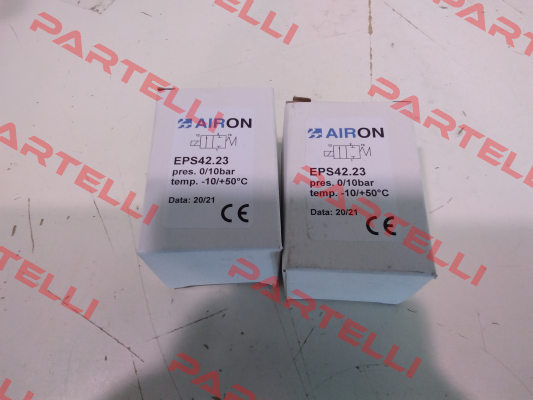 PARTELLI
PARTELLI
PARTELLI
PARTELLI
PARTELLI
AIRON
EPS42.23
pres. 0/10bar
temp. -10/+50°C
Data: 20/21
CE
AIRON
EPS42.23
pres. 0/10bar
temp. -10/+50°C
Data: 20/21
CE